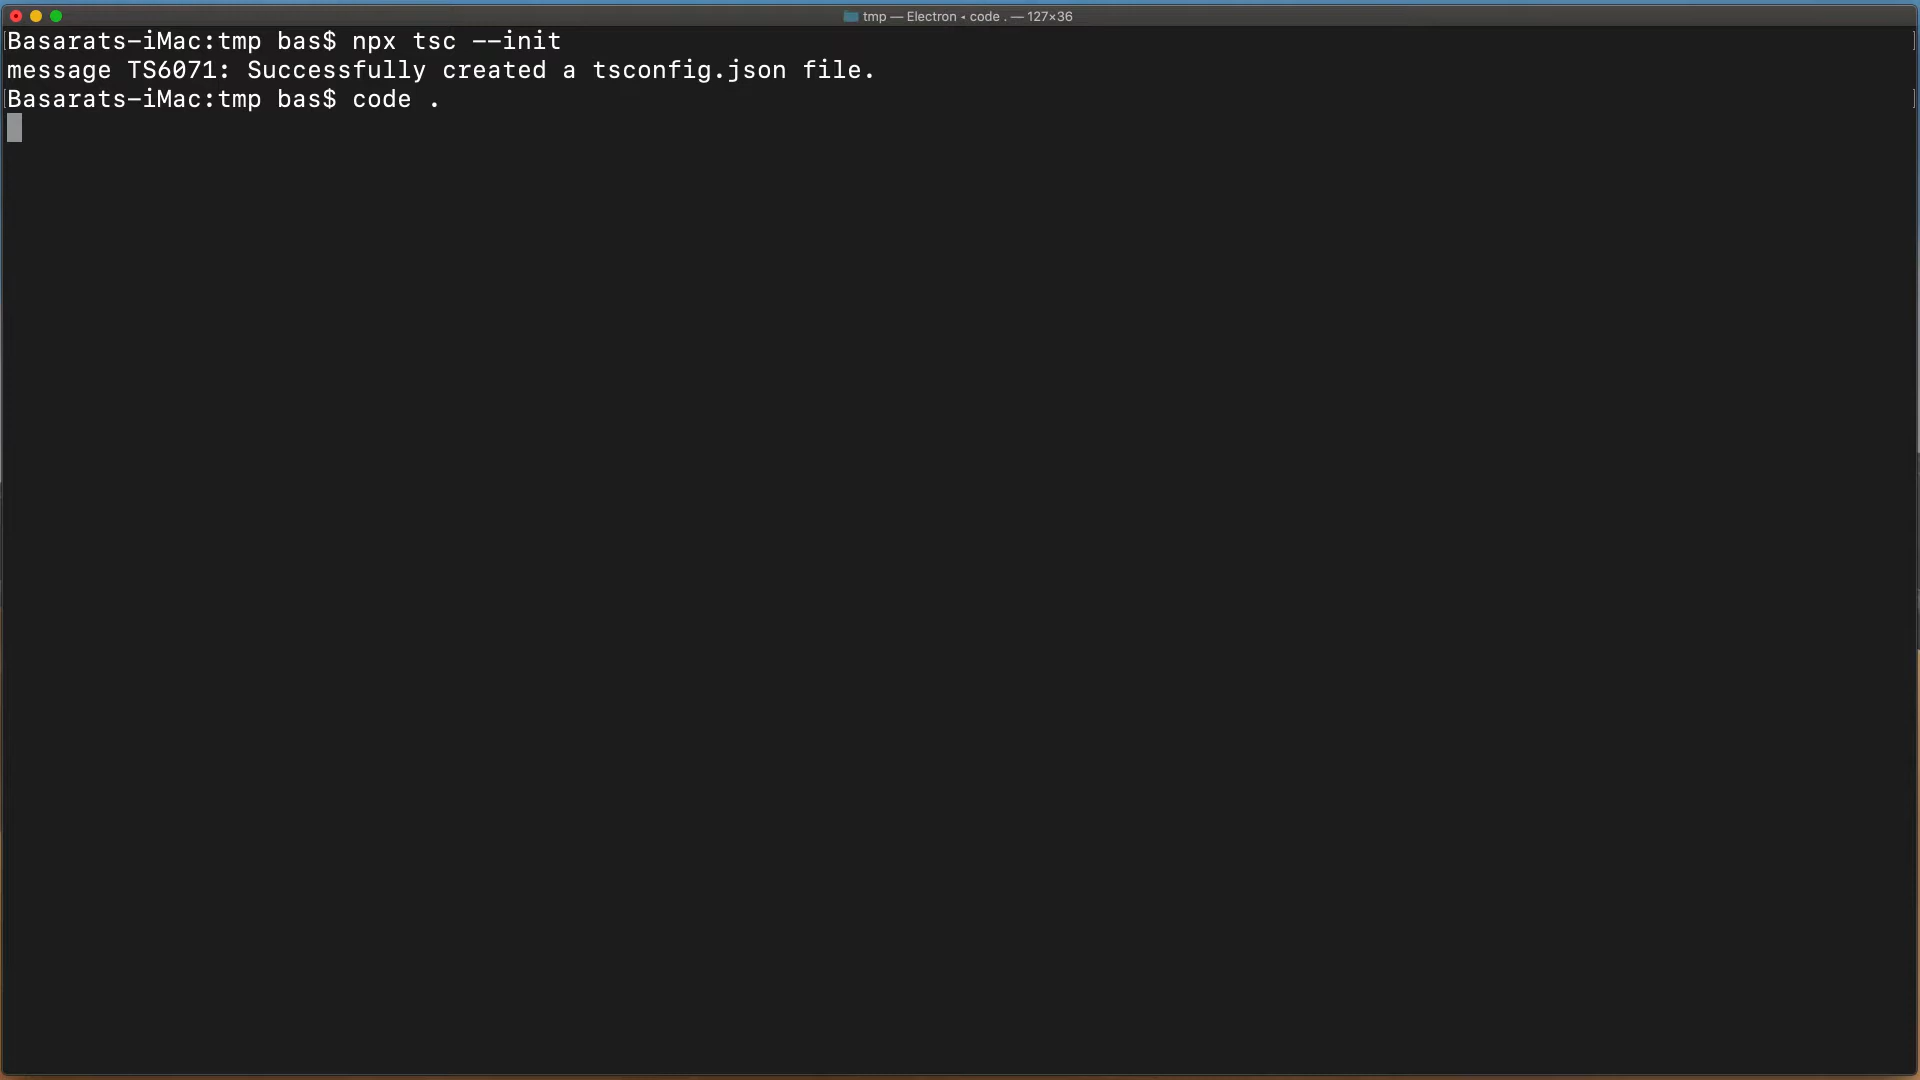 tmp — Electron ◂ code . — 127×36
Basarats-iMac:tmp bas$ npx tsc --init
message TS6071: Successfully created a tsconfig.json file.
Basarats-iMac:tmp bas$ code .